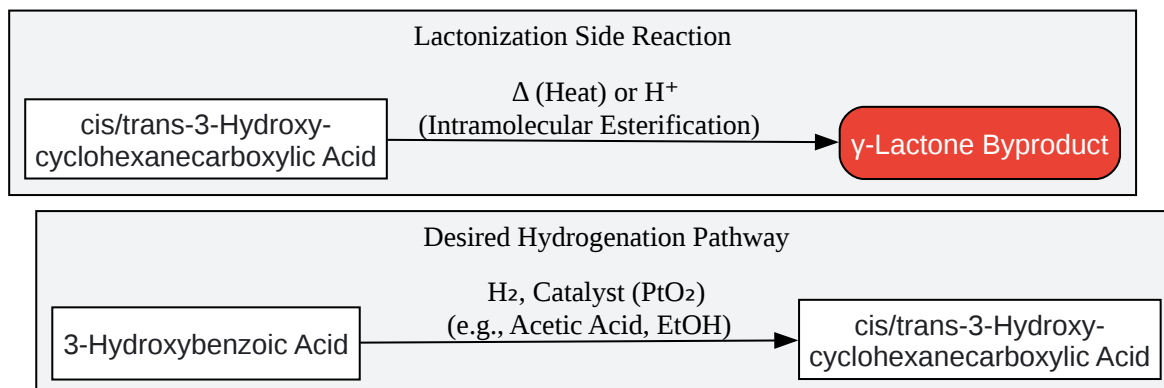 Lactonization Side Reaction
Δ (Heat) or H⁺
(Intramolecular Esterification)
cis/trans-3-Hydroxy-
cyclohexanecarboxylic Acid
γ-Lactone Byproduct
Desired Hydrogenation Pathway
H₂, Catalyst (PtO₂)
(e.g., Acetic Acid, EtOH)
3-Hydroxybenzoic Acid
cis/trans-3-Hydroxy-
cyclohexanecarboxylic Acid